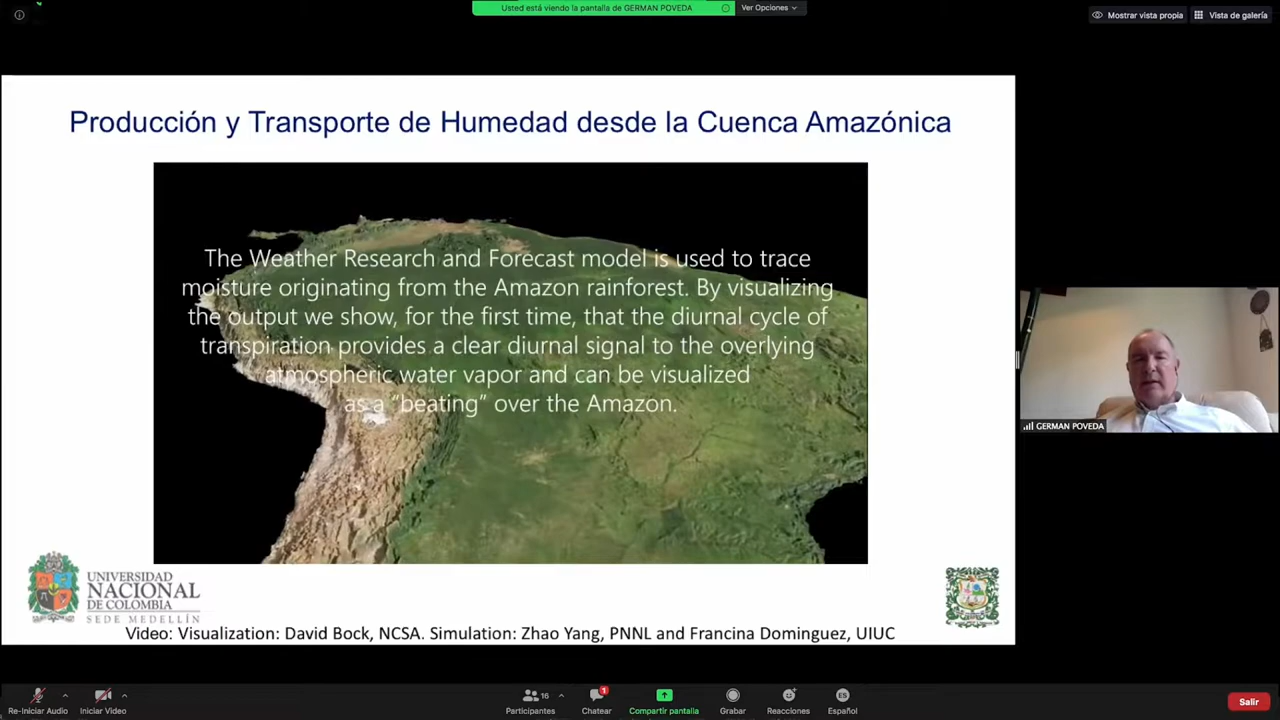 Usted está viendo la pantalla de GERMAN POVEDA
Ver Opciones
Mostrar vista propia
Vista de galería
Producción y Transporte de Humedad desde la Cuenca Amazónica
The Weather Research and Forecast model is used to trace
moisture originating from the Amazon rainforest. By visualizing
the output we show, for the first time, that the diurnal cycle of
transpiration provides a clear diurnal signal to the overlying
atmospheric water vapor and can be visualized
as a “beating” over the Amazon.
GERMAN POVEDA
UNIVERSIDAD
NACIONAL
DE COLOMBIA
SEDE MEDELLÍN
Video: Visualization: David Bock, NCSA. Simulation: Zhao Yang, PNNL and Francina Dominguez, UIUC
Re-Iniciar Audio
Iniciar Video
16
Participantes
1
Chatear
Compartir pantalla
Grabar
Reacciones
ES
Español
Salir